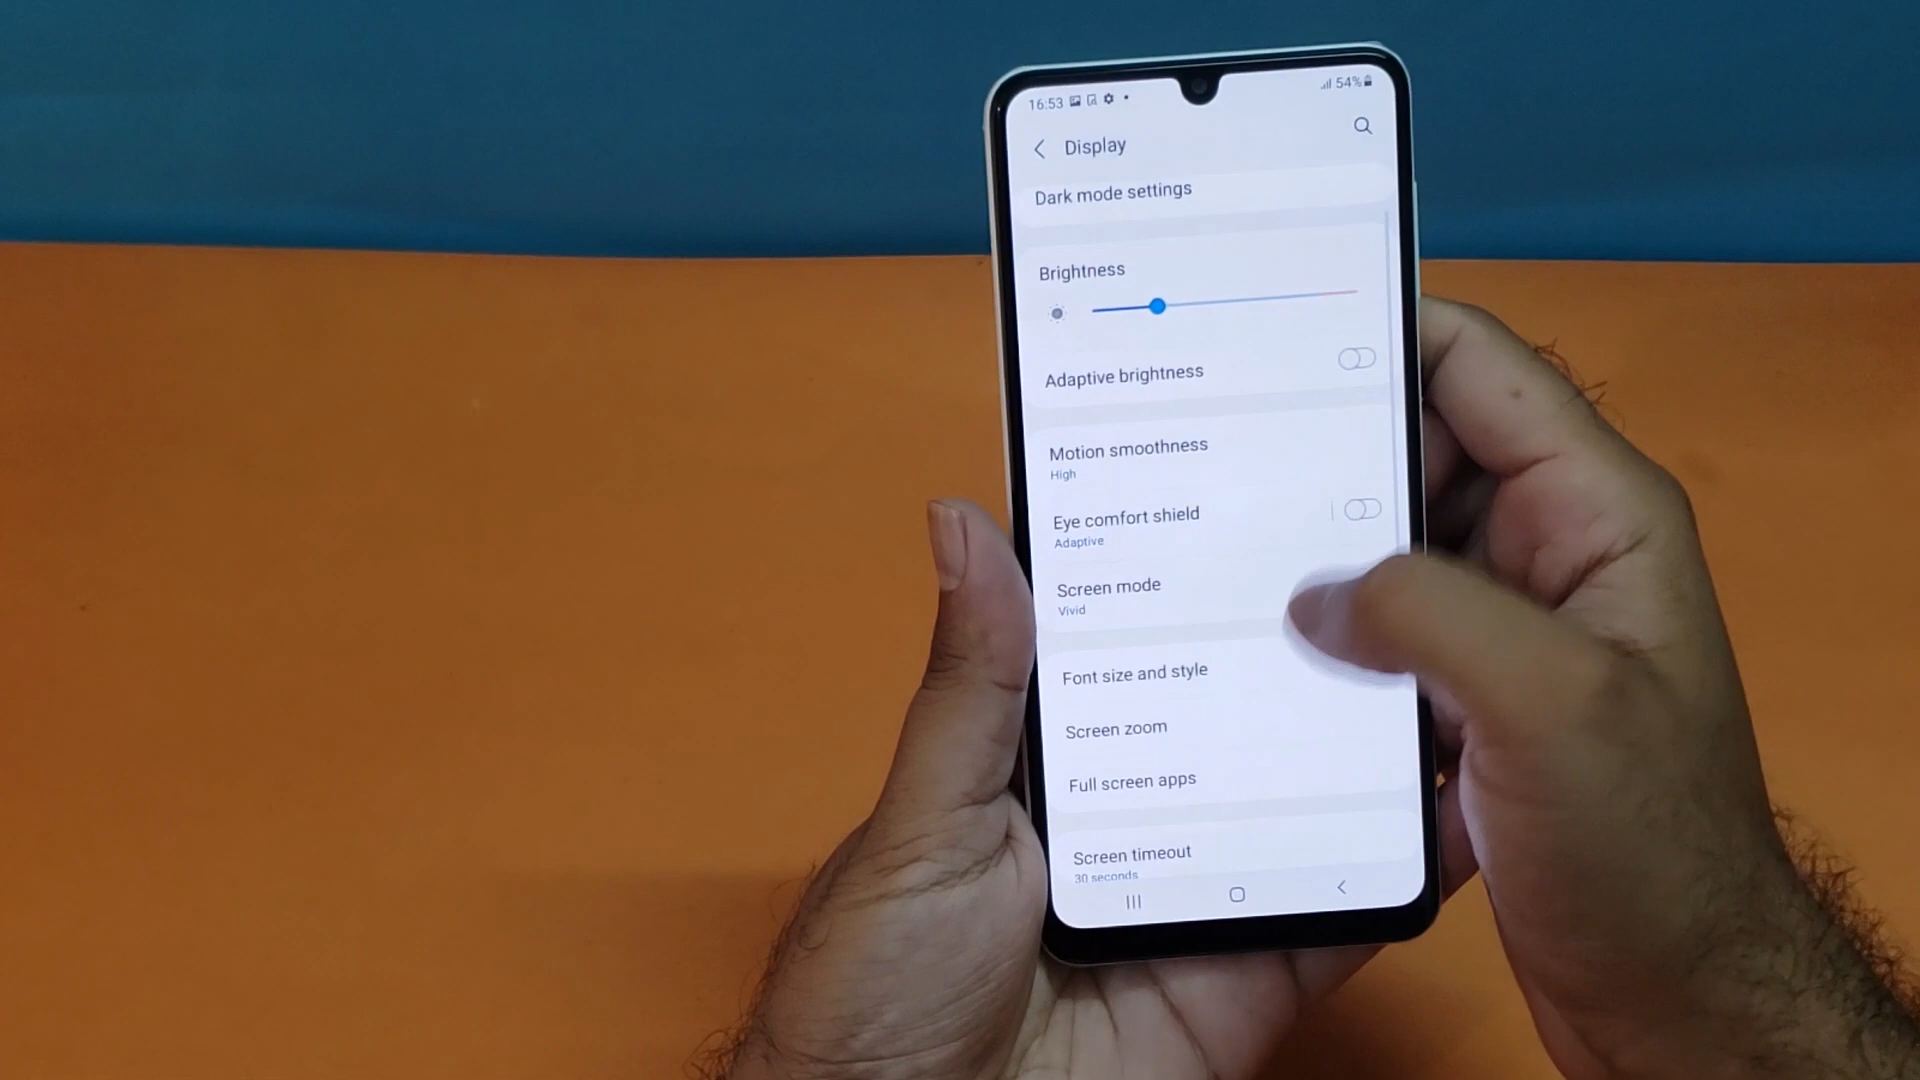 16:53
54%
Display
Dark mode settings
Brightness
Adaptive brightness
Motion smoothness
High
Eye comfort shield
Adaptive
Screen mode
Vivid
Font size and style
Screen zoom
Full screen apps
Screen timeout
30 seconds